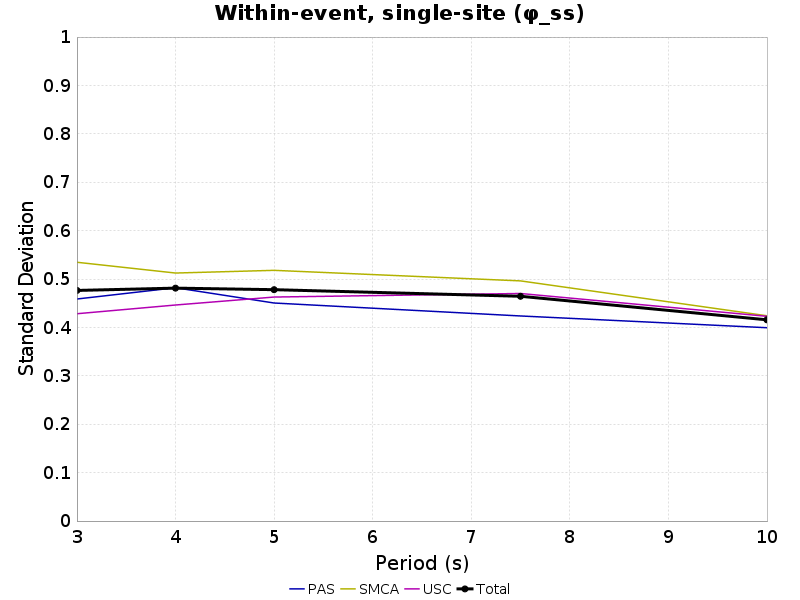 Within-event, single-site (φ_ss)
1
0.9
0.8
0.7
0.6
0.5
0.4
0.3
0.2
0.1
0
Standard Deviation
3 4 5 6 7 8 9 10
Period (s)
PAS SMCA USC Total